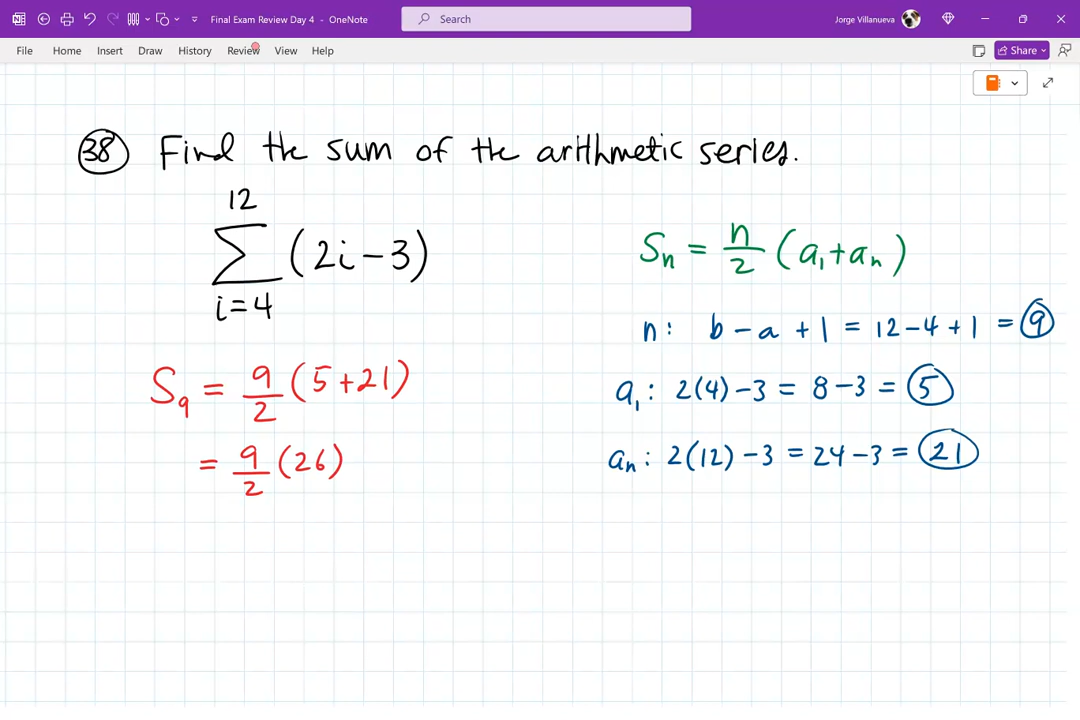 Final Exam Review Day 4 - OneNote
Search
Jorge Villanueva
File Home Insert Draw History Review View Help
Share
38 Find the sum of the arithmetic series.
12
∑ (2i-3)
i=4
Sₙ = n/2 (a₁+aₙ)
n: b-a+1 = 12-4+1 = 9
a₁: 2(4)-3 = 8-3 = 5
aₙ: 2(12)-3 = 24-3 = 21
S₉ = 9/2 (5+21)
= 9/2 (26)